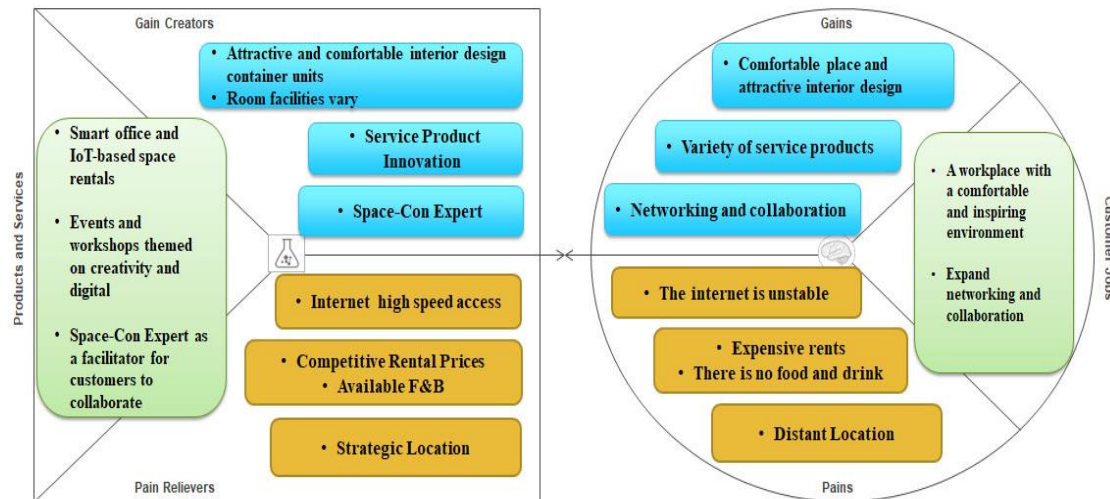 Gain Creators
• Attractive and comfortable interior design
container units
• Room facilities vary
• Service Product
Innovation
• Space-Con Expert
Products and Services
• Smart office and
IoT-based space
rentals
• Events and
workshops themed
on creativity and
digital
• Space-Con Expert as
a facilitator for
customers to
collaborate
• Internet high speed access
• Competitive Rental Prices
• Available F&B
• Strategic Location
Pain Relievers
Gains
• Comfortable place and
attractive interior design
• Variety of service products
• Networking and collaboration
• A workplace with
a comfortable
and inspiring
environment
• Expand
networking and
collaboration
Customer Jobs
• The internet is unstable
• Expensive rents
• There is no food and drink
• Distant Location
Pains